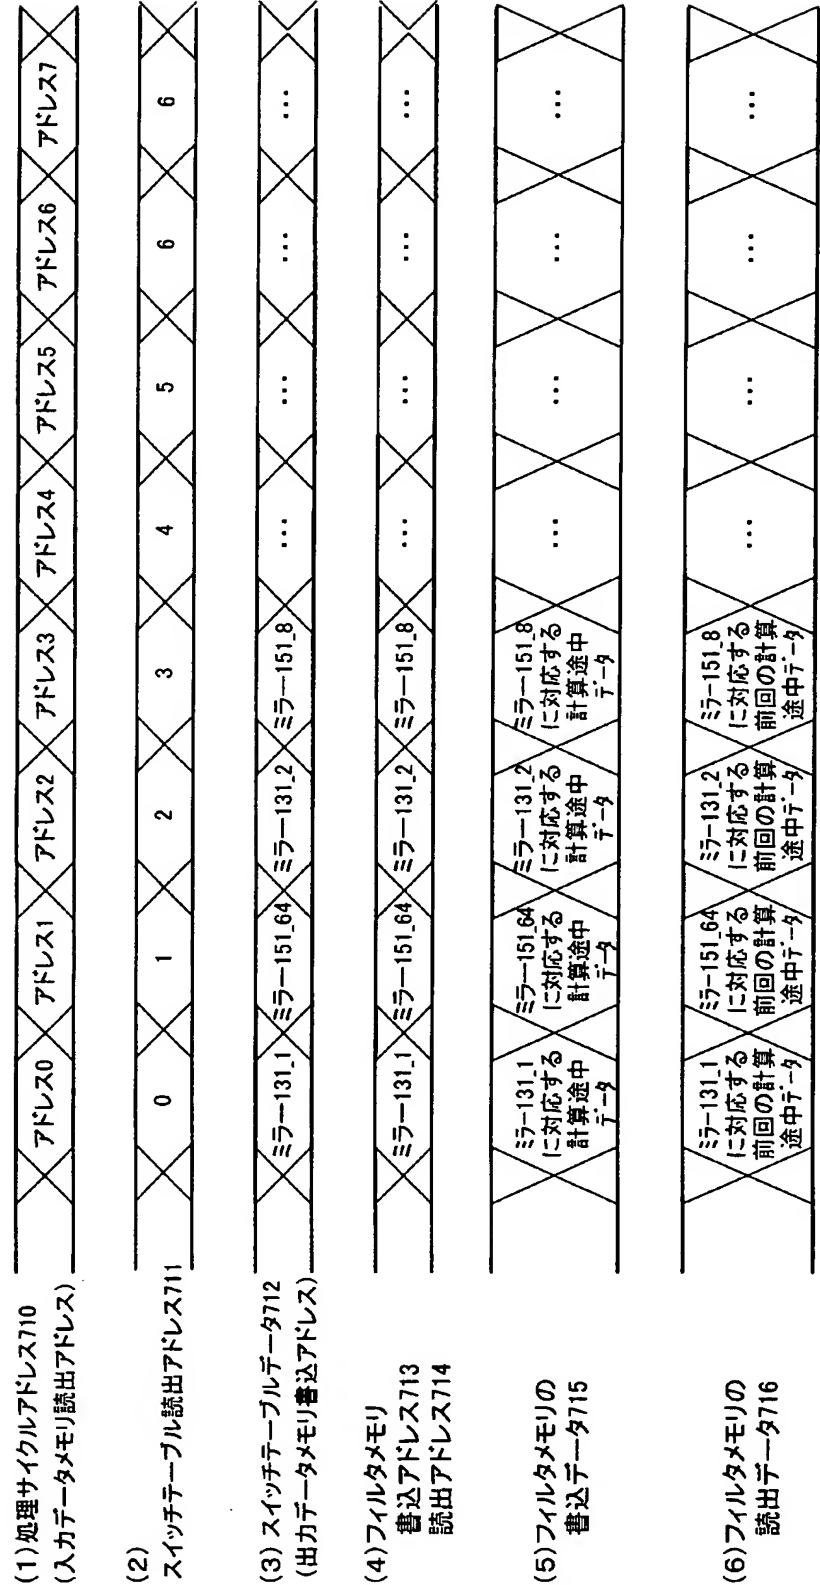 (1)処理サイクルアドレス710
(入力データメモリ読出アドレス)
アドレス0
アドレス1
アドレス2
アドレス3
アドレス4
アドレス5
アドレス6
アドレス7
(2)
スイッチテーブル読出アドレス711
0
1
2
3
4
5
6
6
(3)スイッチテーブルデータ712
(出力データメモリ書込アドレス)
ミラー131_1
ミラー151_64
ミラー131_2
ミラー151_8
…
…
…
…
(4)フィルタメモリ
書込アドレス713
読出アドレス714
ミラー131_1
ミラー151_64
ミラー131_2
ミラー151_8
…
…
…
…
(5)フィルタメモリの
書込データ715
ミラー131_1
に対応する
計算途中
データ
ミラー151_64
に対応する
計算途中
データ
ミラー131_2
に対応する
計算途中
データ
ミラー151_8
に対応する
計算途中
データ
…
…
…
…
(6)フィルタメモリの
読出データ716
ミラー131_1
に対応する
前回の計算
途中データ
ミラー151_64
に対応する
前回の計算
途中データ
ミラー131_2
に対応する
前回の計算
途中データ
ミラー151_8
に対応する
前回の計算
途中データ
…
…
…
…